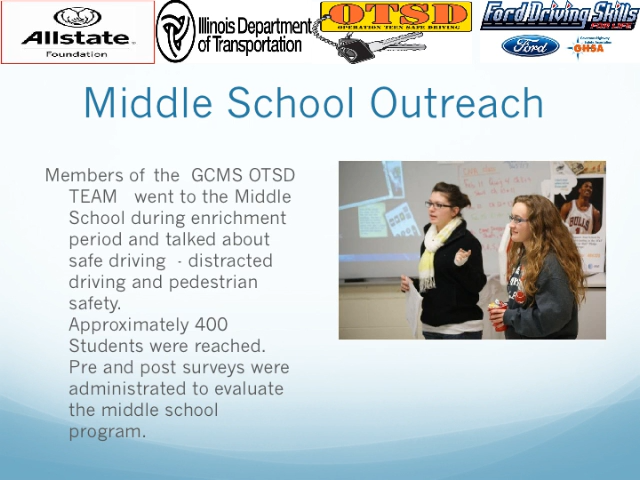 Allstate
Foundation
Illinois Department
of Transportation
OTSD
OPERATION TEEN SAFE DRIVING
Ford Driving Skills
FOR LIFE
Ford
GHSA
Middle School Outreach
Members of the GCMS OTSD
TEAM went to the Middle
School during enrichment
period and talked about
safe driving - distracted
driving and pedestrian
safety.
Approximately 400
Students were reached.
Pre and post surveys were
administrated to evaluate
the middle school
program.
BULLS